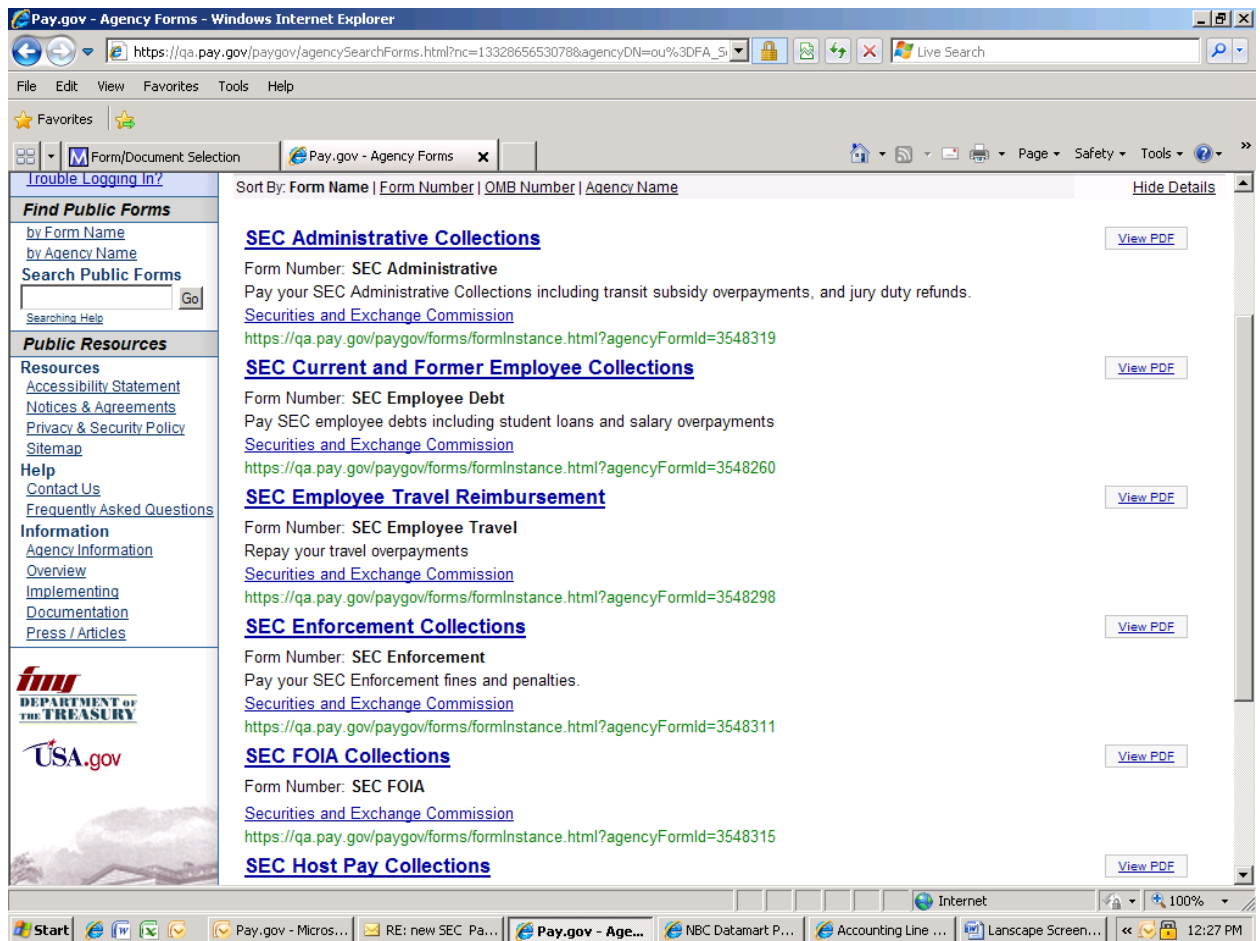 Pay.gov - Agency Forms - Windows Internet Explorer
https://qa.pay.gov/paygov/agencySearchForms.html?nc=1332865653078&agencyDN=ou%3DFA_S
Live Search
File Edit View Favorites Tools Help
Favorites
Form/Document Selection
Pay.gov - Agency Forms
Page Safety Tools
Trouble Logging In?
Find Public Forms
by Form Name
by Agency Name
Search Public Forms
Go
Searching Help
Public Resources
Resources
Accessibility Statement
Notices & Agreements
Privacy & Security Policy
Sitemap
Help
Contact Us
Frequently Asked Questions
Information
Agency Information
Overview
Implementing
Documentation
Press / Articles
fms
DEPARTMENT OF
THE TREASURY
USA.gov
Sort By: Form Name | Form Number | OMB Number | Agency Name
Hide Details
SEC Administrative Collections
View PDF
Form Number: SEC Administrative
Pay your SEC Administrative Collections including transit subsidy overpayments, and jury duty refunds.
Securities and Exchange Commission
https://qa.pay.gov/paygov/forms/formInstance.html?agencyFormId=3548319
SEC Current and Former Employee Collections
View PDF
Form Number: SEC Employee Debt
Pay SEC employee debts including student loans and salary overpayments
Securities and Exchange Commission
https://qa.pay.gov/paygov/forms/formInstance.html?agencyFormId=3548260
SEC Employee Travel Reimbursement
View PDF
Form Number: SEC Employee Travel
Repay your travel overpayments
Securities and Exchange Commission
https://qa.pay.gov/paygov/forms/formInstance.html?agencyFormId=3548298
SEC Enforcement Collections
View PDF
Form Number: SEC Enforcement
Pay your SEC Enforcement fines and penalties.
Securities and Exchange Commission
https://qa.pay.gov/paygov/forms/formInstance.html?agencyFormId=3548311
SEC FOIA Collections
View PDF
Form Number: SEC FOIA
Securities and Exchange Commission
https://qa.pay.gov/paygov/forms/formInstance.html?agencyFormId=3548315
SEC Host Pay Collections
View PDF
Internet
100%
Start
Pay.gov - Micros...
RE: new SEC Pa...
Pay.gov - Age...
NBC Datamart P...
Accounting Line ...
Lanscape Screen...
12:27 PM